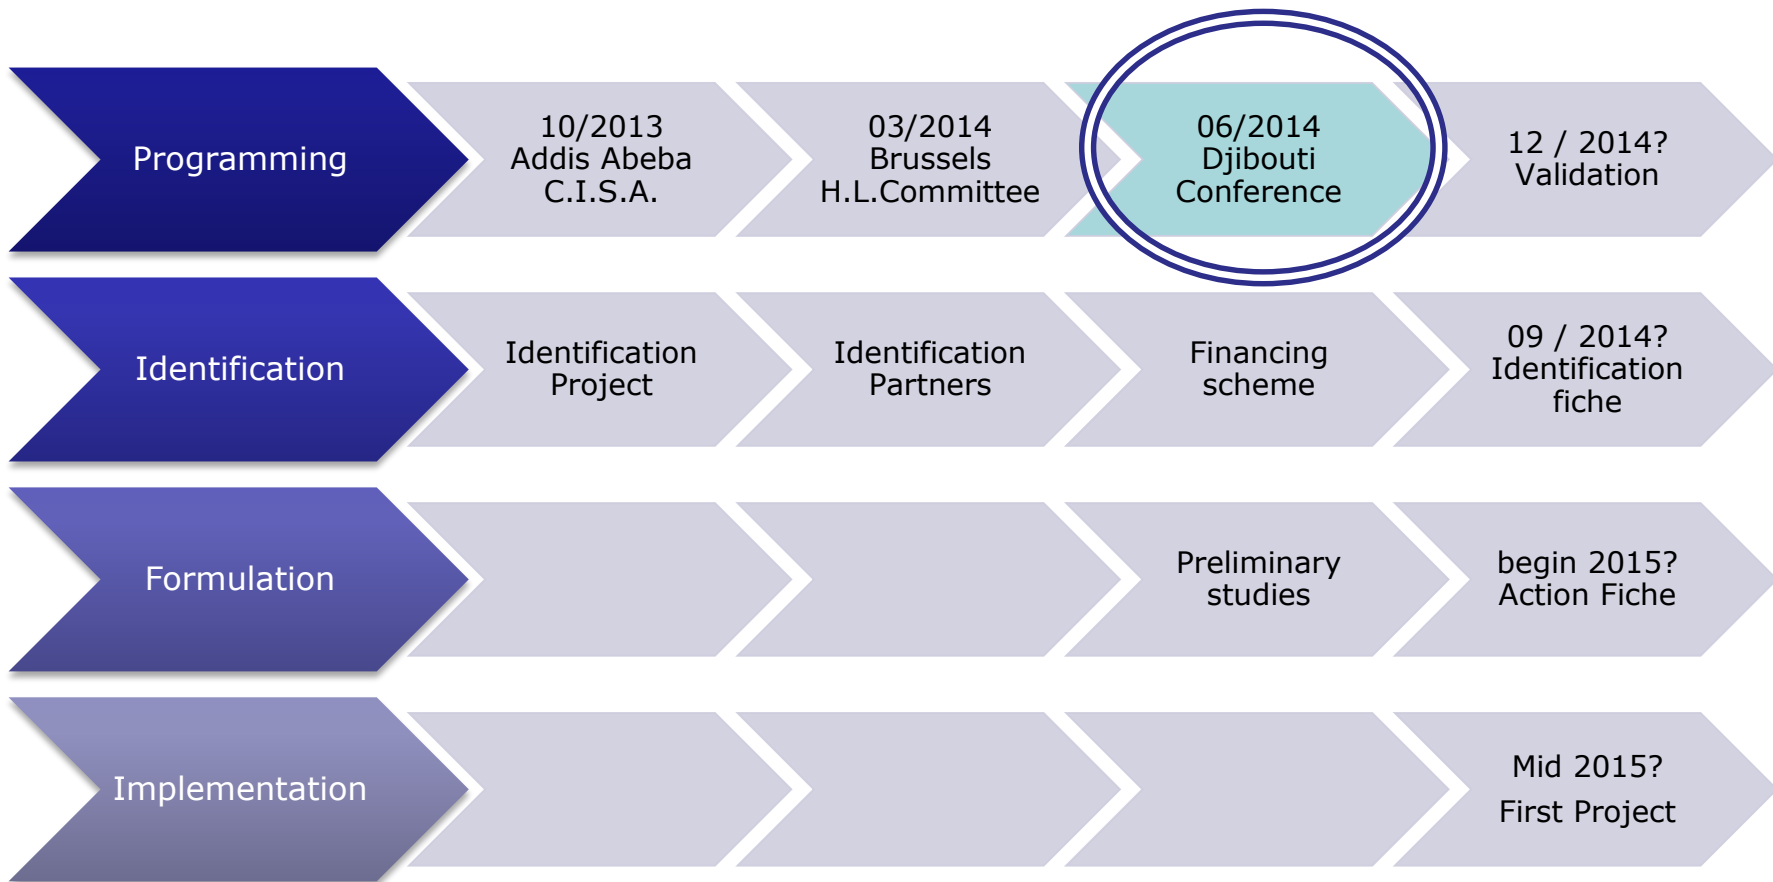 Programming
10/2013
Addis Abeba
C.I.S.A.
03/2014
Brussels
H.L.Committee
06/2014
Djibouti
Conference
12 / 2014?
Validation
Identification
Identification
Project
Identification
Partners
Financing
scheme
09 / 2014?
Identification
fiche
Formulation
Preliminary
studies
begin 2015?
Action Fiche
Implementation
Mid 2015?
First Project